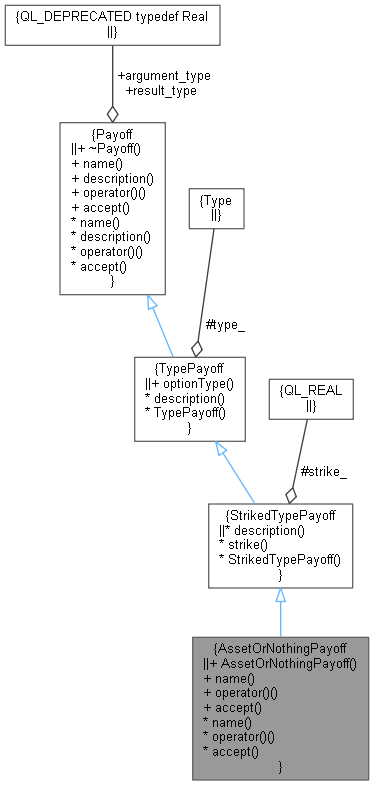 {QL_DEPRECATED typedef Real
||}
+argument_type
+result_type
{Payoff
||+ ~Payoff()
+ name()
+ description()
+ operator()()
+ accept()
* name()
* description()
* operator()()
* accept()
}
{Type
||}
#type_
{TypePayoff
||+ optionType()
* description()
* TypePayoff()
}
{QL_REAL
||}
#strike_
{StrikedTypePayoff
||* description()
* strike()
* StrikedTypePayoff()
}
{AssetOrNothingPayoff
||+ AssetOrNothingPayoff()
+ name()
+ operator()()
+ accept()
* name()
* operator()()
* accept()
}